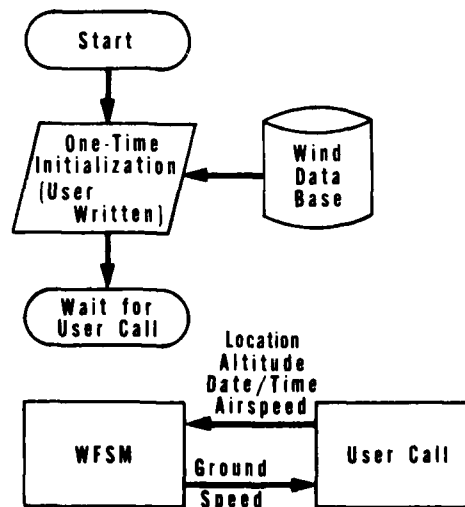 Start
One-Time
Initialization
(User
Written)
Wind
Data
Base
Wait for
User Call
Location
Altitude
Date/Time
Airspeed
WFSM
User Call
Ground
Speed